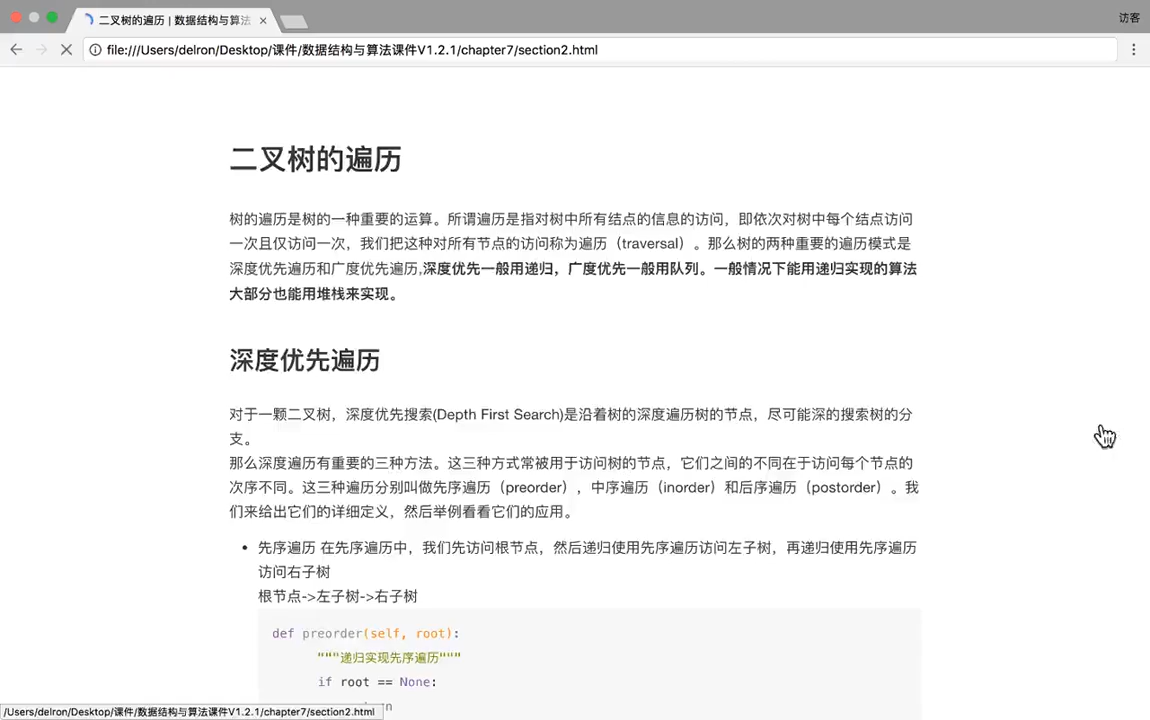 二叉树的遍历 | 数据结构与算法
访客
file:///Users/delron/Desktop/课件/数据结构与算法课件V1.2.1/chapter7/section2.html
二叉树的遍历
树的遍历是树的一种重要的运算。所谓遍历是指对树中所有结点的信息的访问，即依次对树中每个结点访问
一次且仅访问一次，我们把这种对所有节点的访问称为遍历（traversal）。那么树的两种重要的遍历模式是
深度优先遍历和广度优先遍历,深度优先一般用递归，广度优先一般用队列。一般情况下能用递归实现的算法
大部分也能用堆栈来实现。
深度优先遍历
对于一颗二叉树，深度优先搜索(Depth First Search)是沿着树的深度遍历树的节点，尽可能深的搜索树的分
支。
那么深度遍历有重要的三种方法。这三种方式常被用于访问树的节点，它们之间的不同在于访问每个节点的
次序不同。这三种遍历分别叫做先序遍历（preorder），中序遍历（inorder）和后序遍历（postorder）。我
们来给出它们的详细定义，然后举例看看它们的应用。
• 先序遍历 在先序遍历中，我们先访问根节点，然后递归使用先序遍历访问左子树，再递归使用先序遍历
访问右子树
根节点->左子树->右子树
def preorder(self, root):
"""递归实现先序遍历"""
if root == None:
/Users/delron/Desktop/课件/数据结构与算法课件V1.2.1/chapter7/section2.html